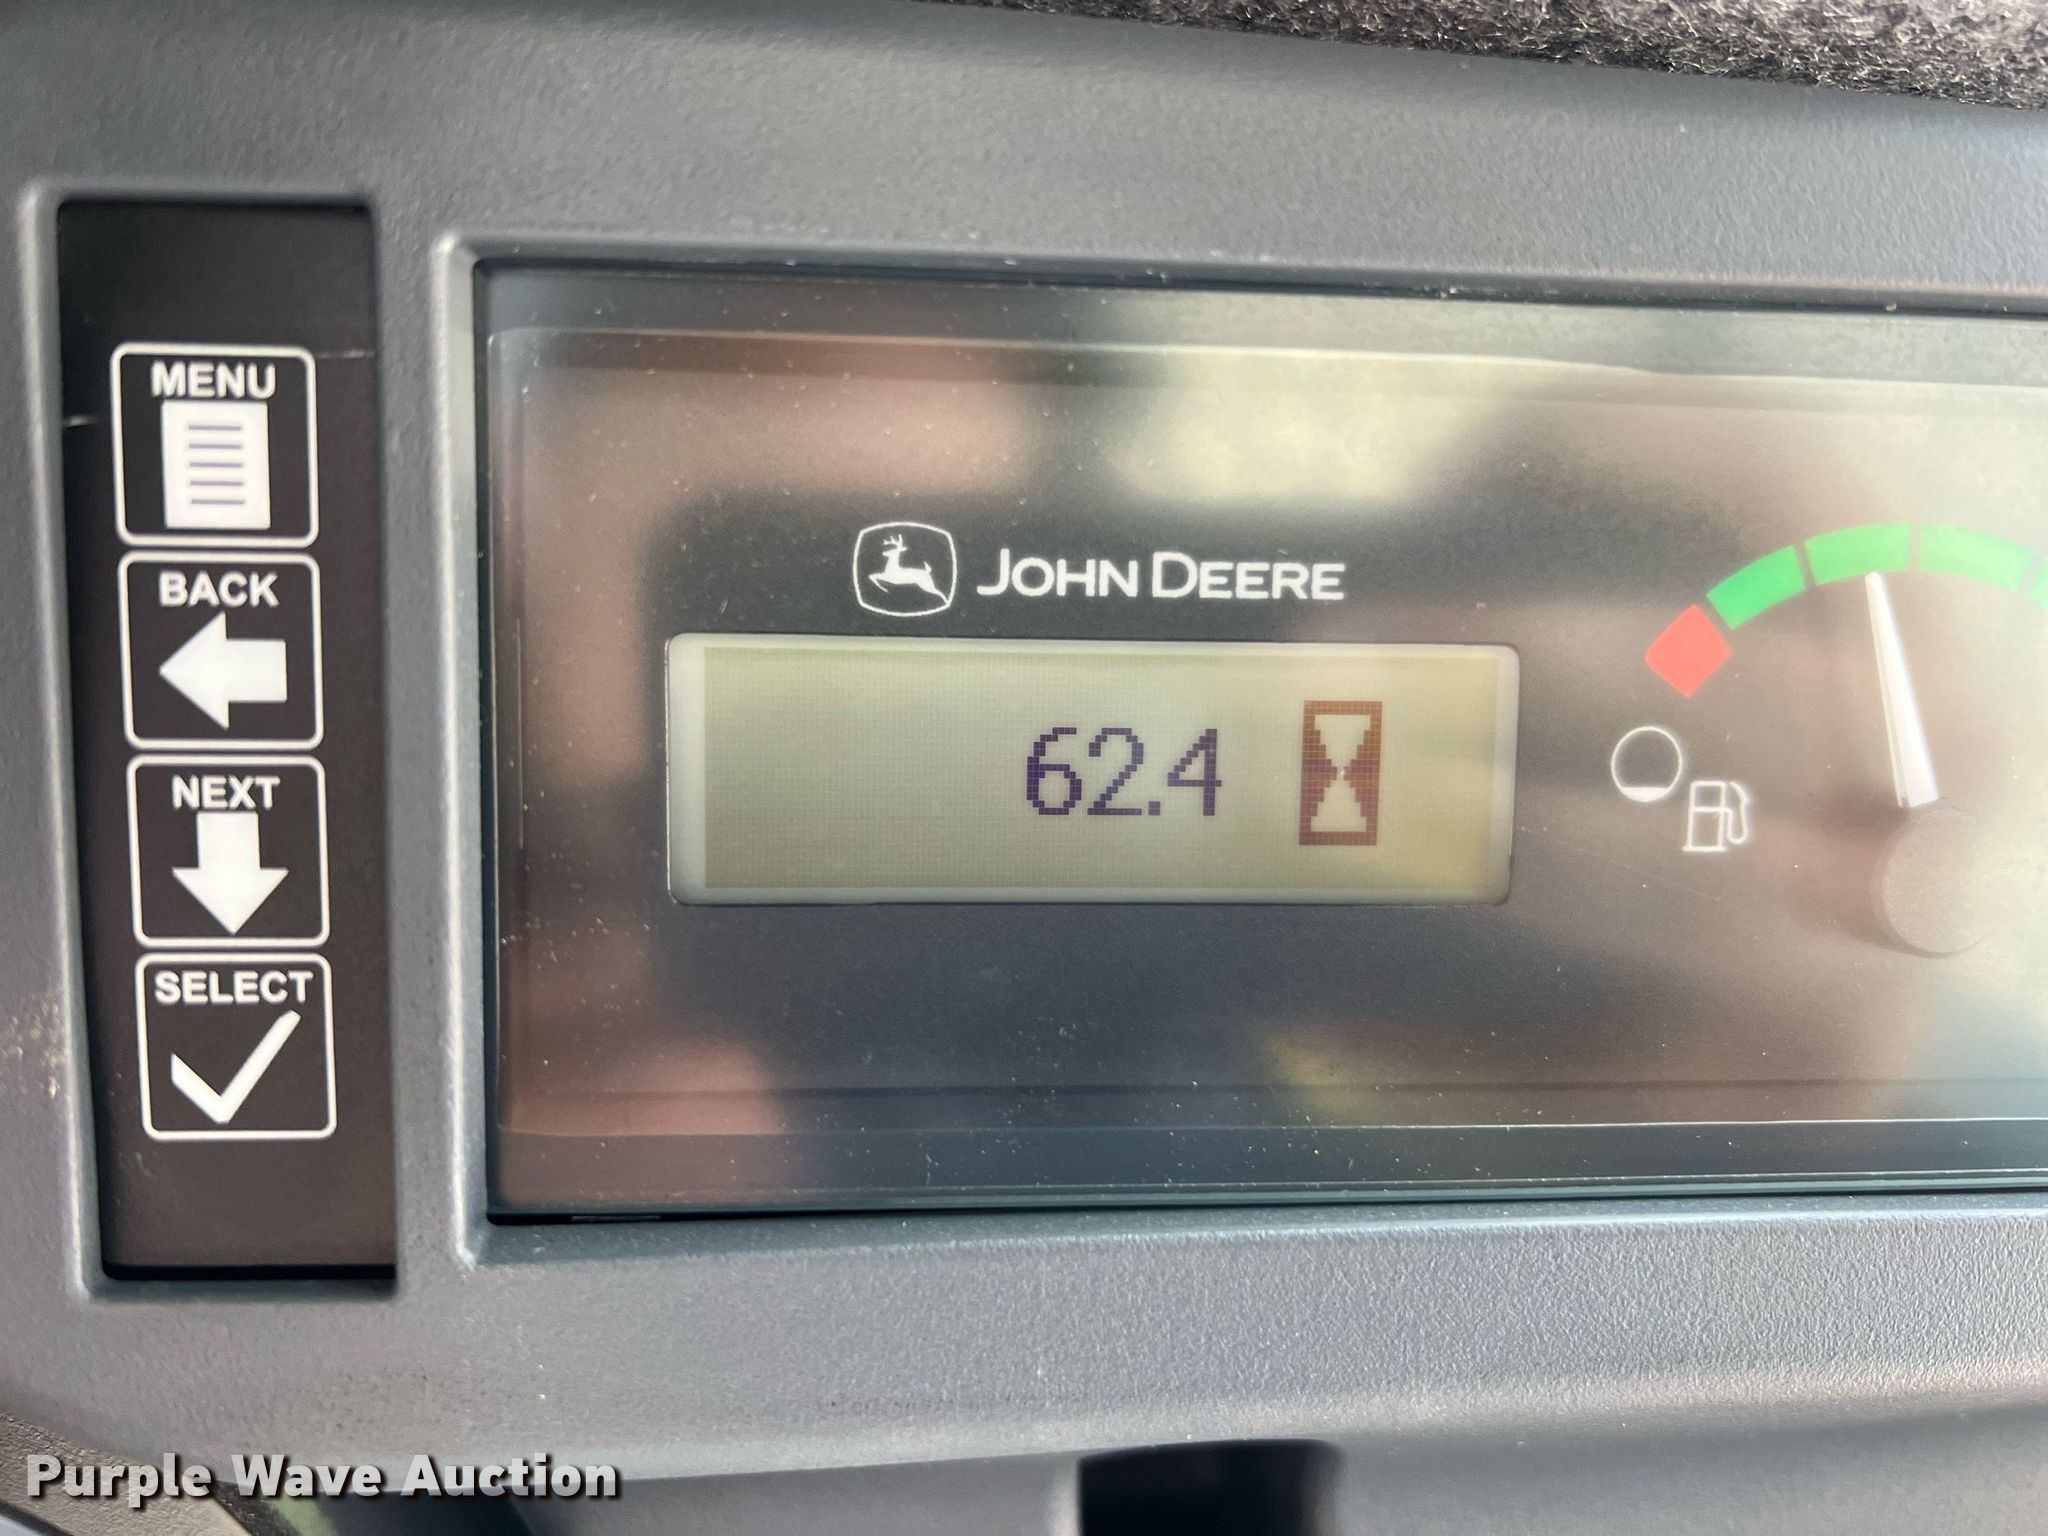 MENU
BACK
NEXT
SELECT
JOHN DEERE
62.4
Purple Wave Auction